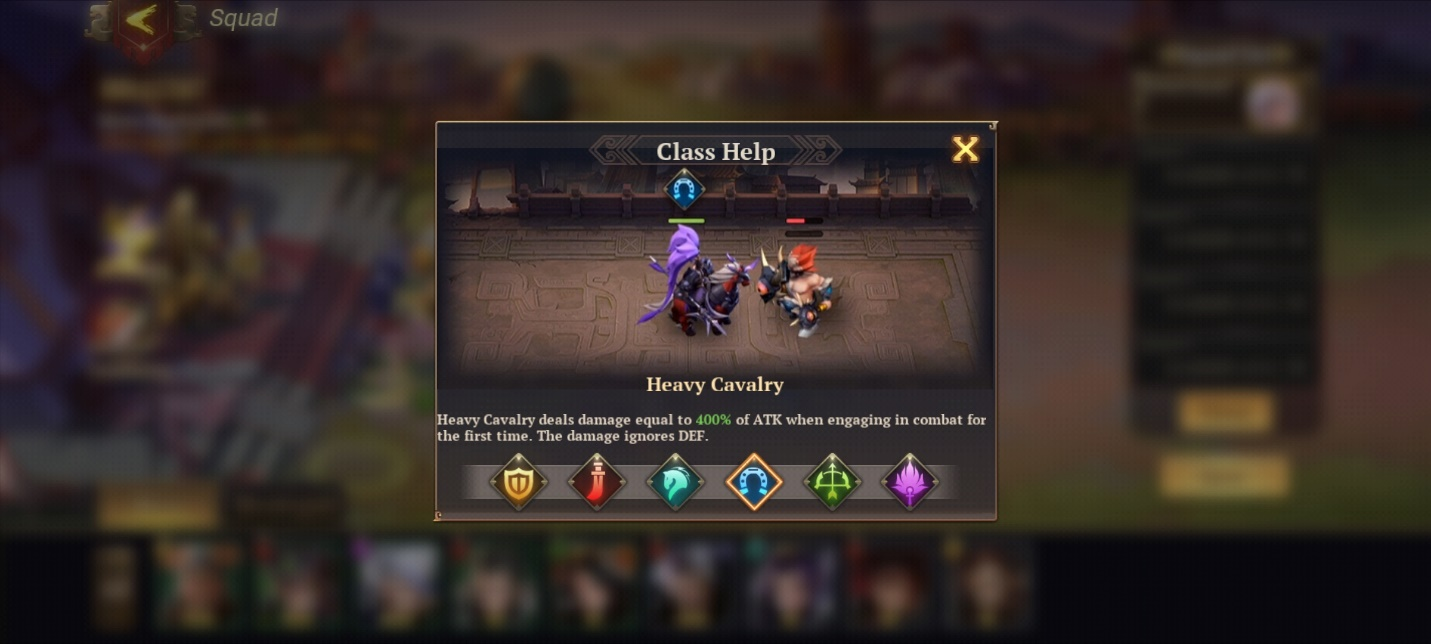 Squad
Class Help
Heavy Cavalry
Heavy Cavalry deals damage equal to 400% of ATK when engaging in combat for
the first time. The damage ignores DEF.